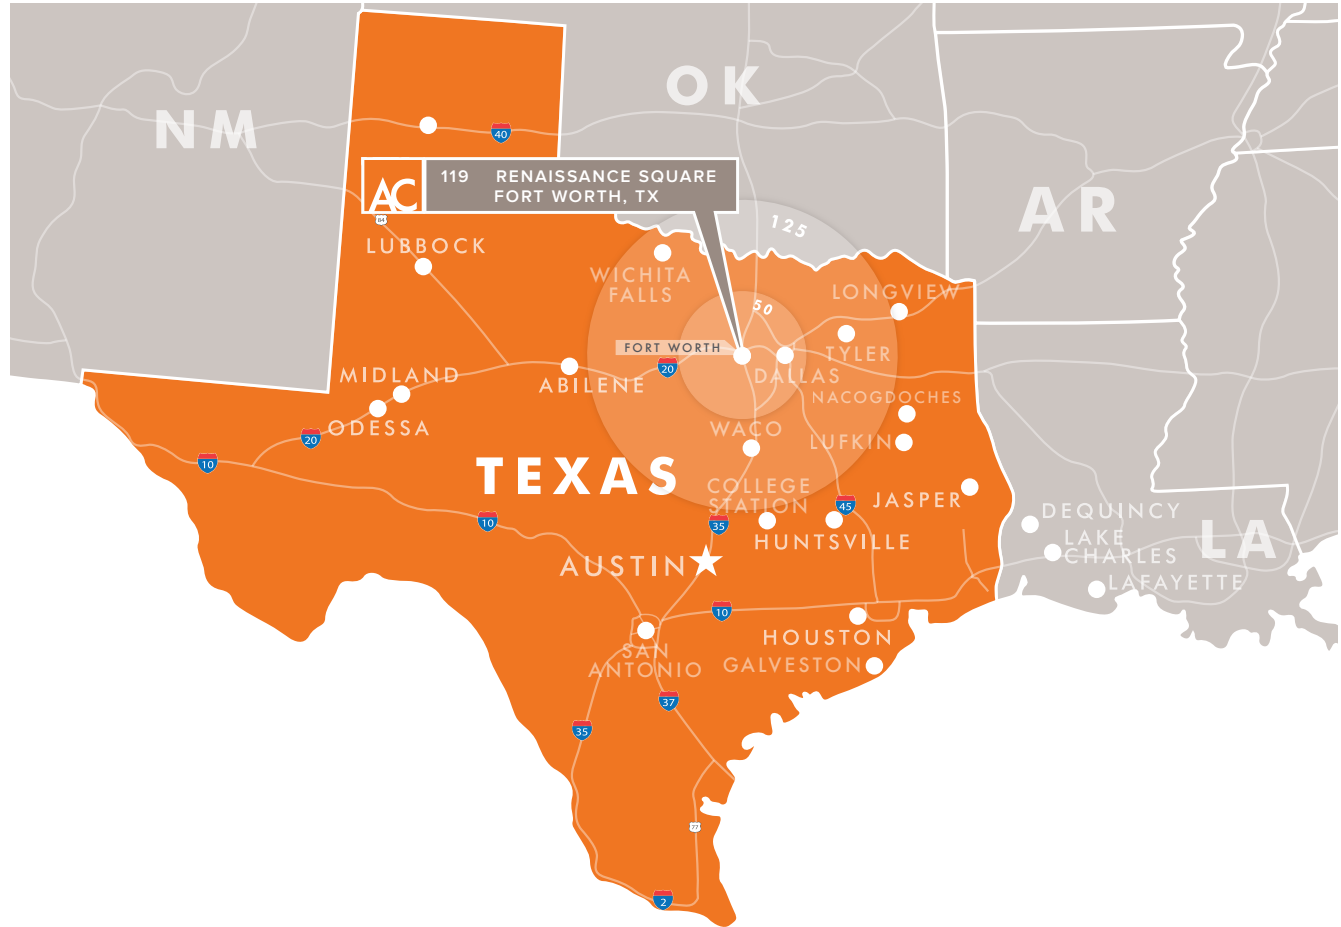 OK
NM
40
AC
119 RENAISSANCE SQUARE
FORT WORTH, TX
AR
84
125
LUBBOCK
WICHITA
FALLS
LONGVIEW
50
FORT WORTH
TYLER
20
DALLAS
MIDLAND
ABILENE
NACOGDOCHES
ODESSA
20
WACO
LUFKIN
10
TEXAS
COLLEGE
STATION
JASPER
45
10
35
DEQUINCY
HUNTSVILLE
LAKE
CHARLES
LA
AUSTIN
LAFAYETTE
10
HOUSTON
SAN
ANTONIO
GALVESTON
37
35
77
2